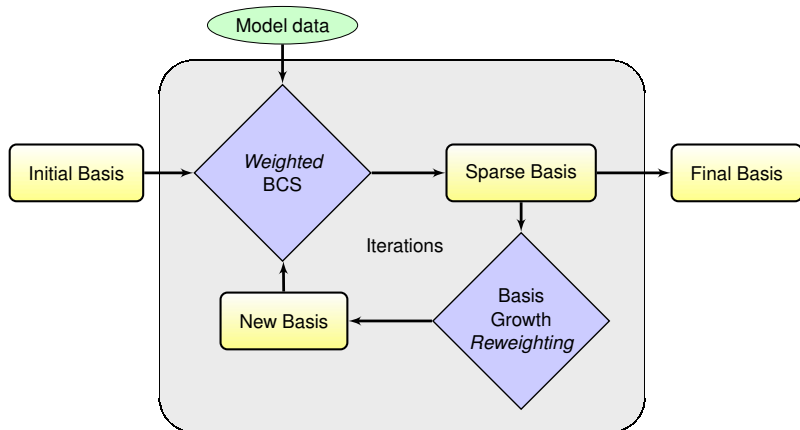 Model data
Initial Basis
Weighted
BCS
Sparse Basis
Final Basis
Iterations
New Basis
Basis
Growth
Reweighting